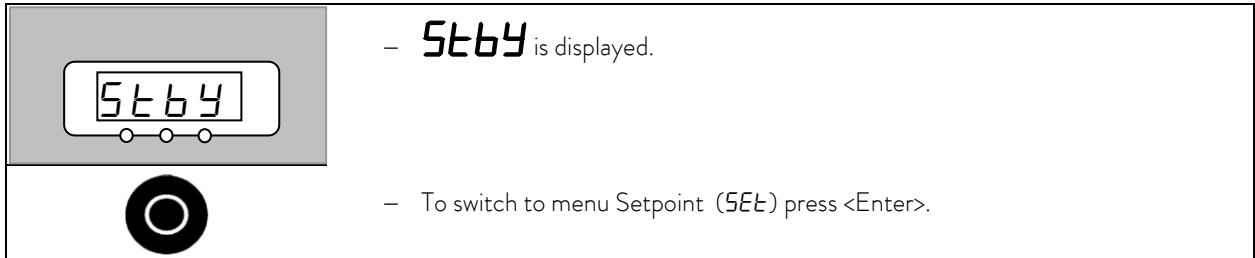 – Stby is displayed.
Stby
– To switch to menu Setpoint (SEt) press <Enter>.